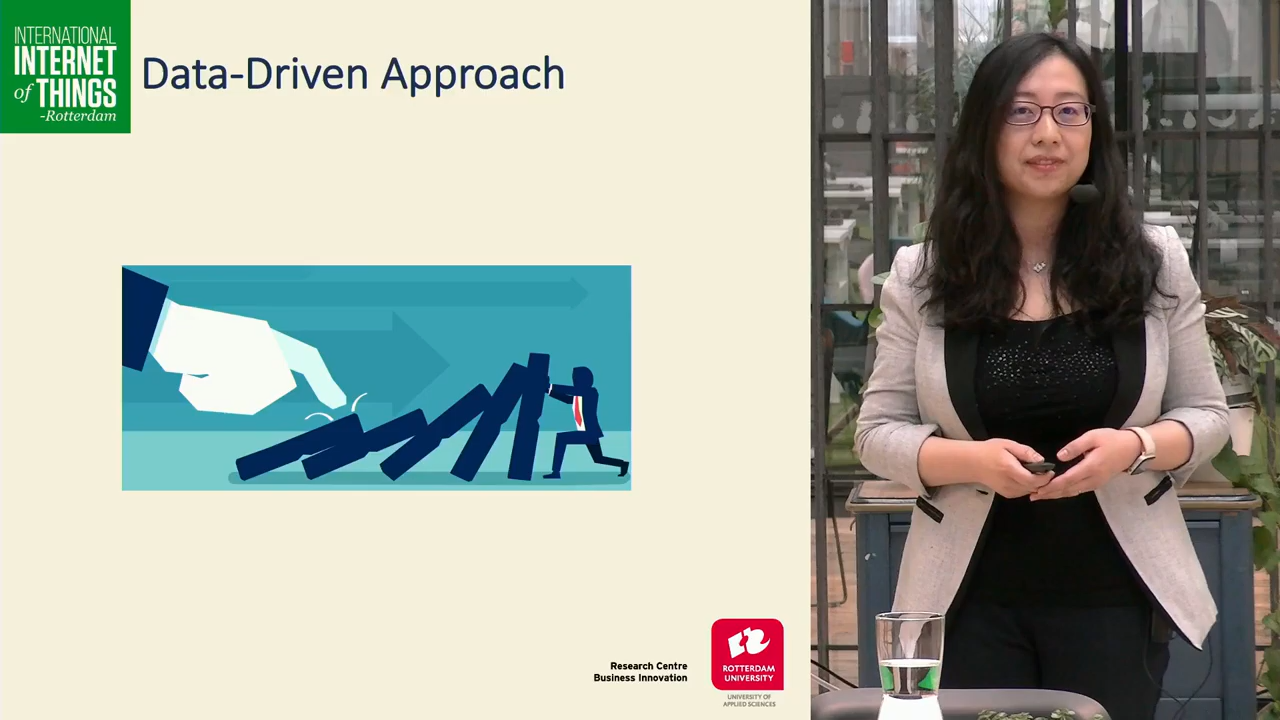 INTERNATIONAL
INTERNET
of THINGS
-Rotterdam
Data-Driven Approach
Research Centre
Business Innovation
ROTTERDAM
UNIVERSITY
UNIVERSITY OF
APPLIED SCIENCES